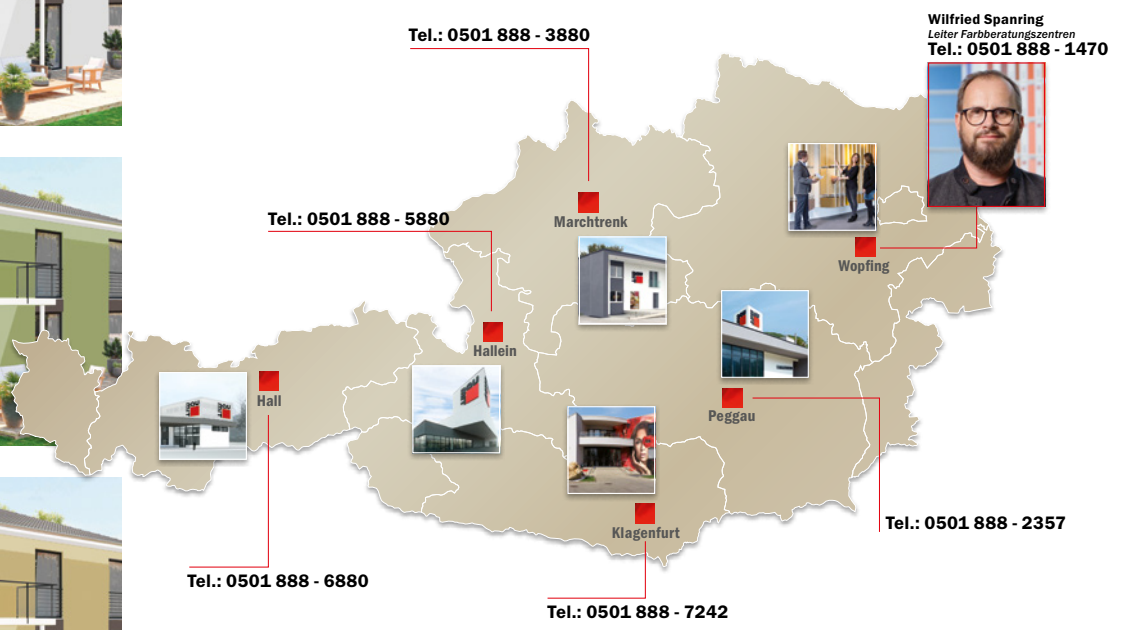 Wilfried Spanring
Leiter Farbberatungszentren
Tel.: 0501 888 - 1470
Tel.: 0501 888 - 3880
Tel.: 0501 888 - 5880
Marchtrenk
Wopfing
Hallein
Hall
Peggau
Klagenfurt
Tel.: 0501 888 - 2357
Tel.: 0501 888 - 6880
Tel.: 0501 888 - 7242